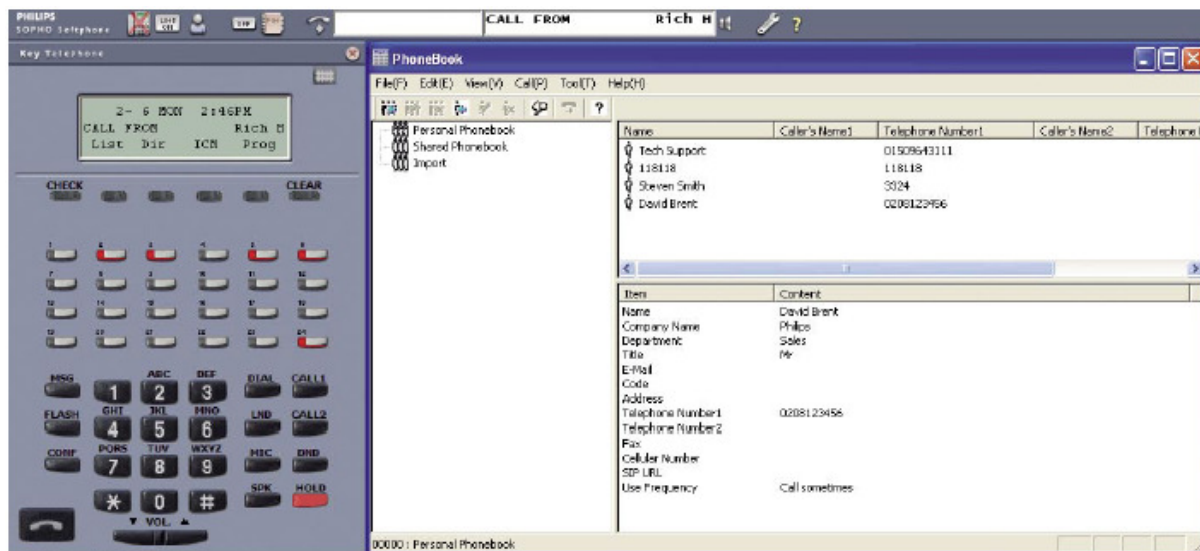 PHILIPS
SOPHO Softphone
CALL FROM Rich M
Key Telephone
2- 6 MON 2:46PM
CALL FROM Rich M
List Dir ICM Prog
CHECK CLEAR
MSG 1 ABC 2 DEF 3 DIAL CALL1
FLASH GHI 4 JKL 5 MNO 6 LND CALL2
CONF PQRS 7 TUV 8 WXYZ 9 MIC DND
* 0 # SPK HOLD
▼ VOL. ▲
PhoneBook
File(F) Edit(E) View(V) Call(P) Tool(T) Help(H)
Personal Phonebook
Shared Phonebook
Import
Name Caller's Name1 Telephone Number1 Caller's Name2 Telephone
Tech Support 01509643111
118118 118118
Steven Smith 3324
David Brent 0208123456
Item Content
Name David Brent
Company Name Philips
Department Sales
Title Mr
E-Mail
Code
Address
Telephone Number1 0208123456
Telephone Number2
Fax
Cellular Number
SIP URL
Use Frequency Call sometimes
00000 : Personal Phonebook